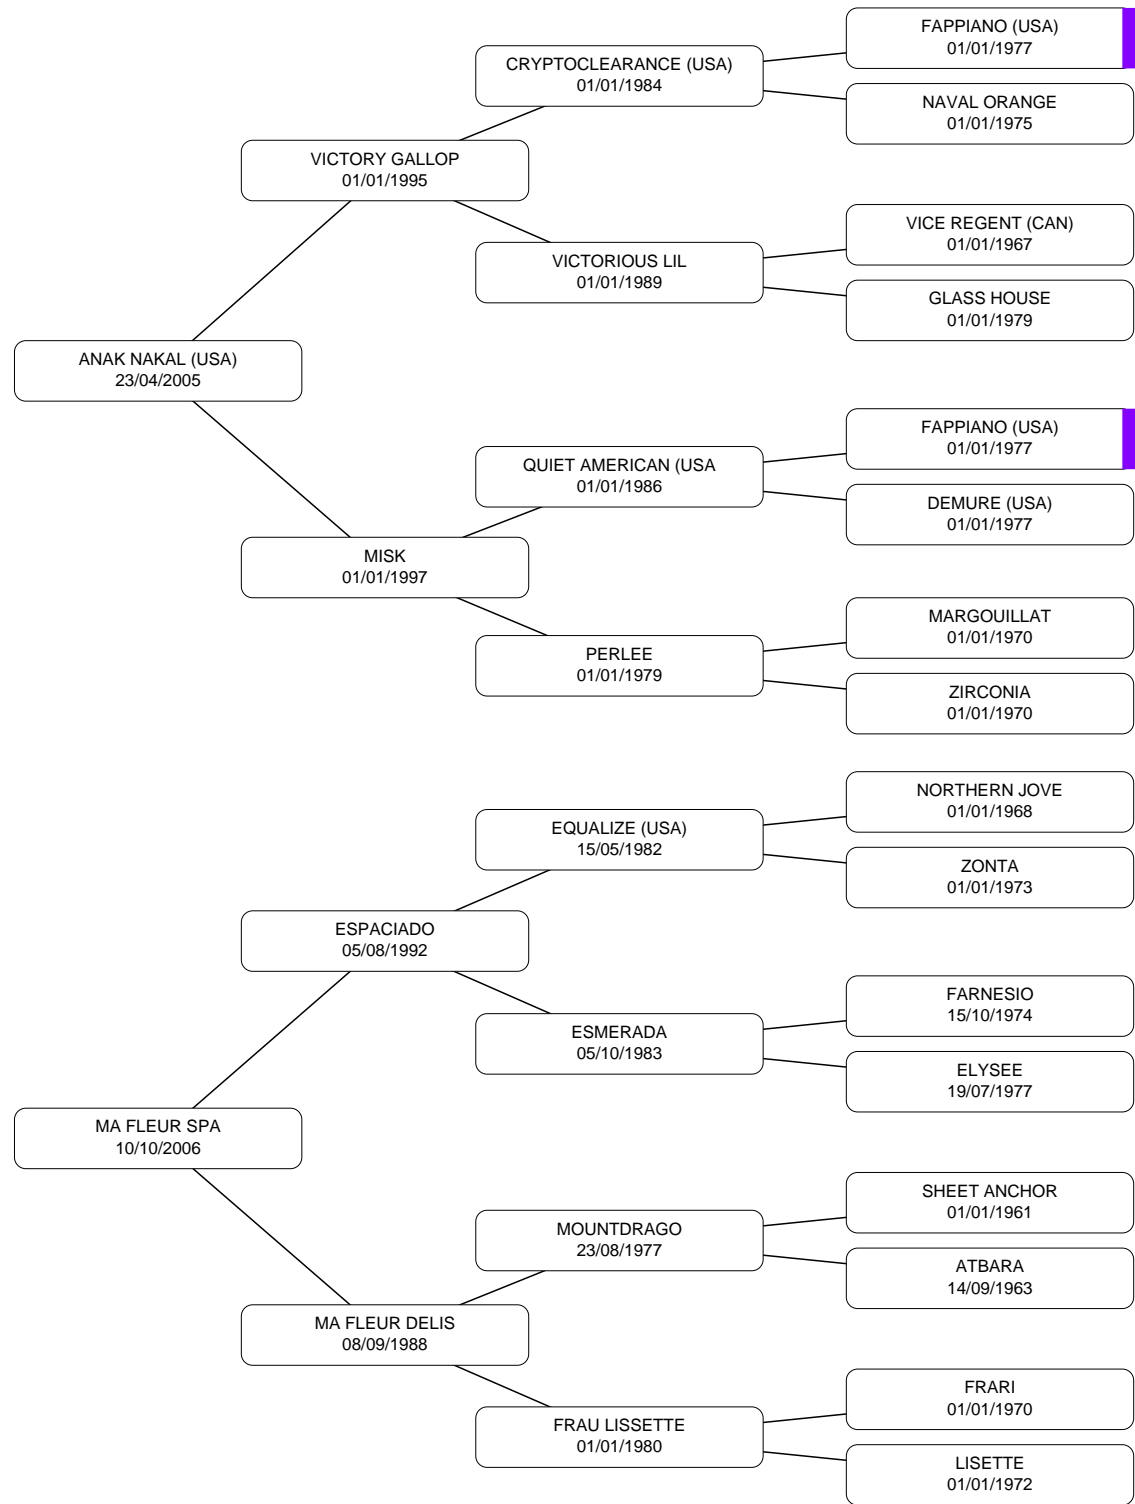 FAPPIANO (USA)
01/01/1977
CRYPTOCLEARANCE (USA)
01/01/1984
NAVAL ORANGE
01/01/1975
VICTORY GALLOP
01/01/1995
VICE REGENT (CAN)
01/01/1967
VICTORIOUS LIL
01/01/1989
GLASS HOUSE
01/01/1979
ANAK NAKAL (USA)
23/04/2005
FAPPIANO (USA)
01/01/1977
QUIET AMERICAN (USA
01/01/1986
DEMURE (USA)
01/01/1977
MISK
01/01/1997
MARGOUILLAT
01/01/1970
PERLEE
01/01/1979
ZIRCONIA
01/01/1970
NORTHERN JOVE
01/01/1968
EQUALIZE (USA)
15/05/1982
ZONTA
01/01/1973
ESPACIADO
05/08/1992
FARNESIO
15/10/1974
ESMERADA
05/10/1983
ELYSEE
19/07/1977
MA FLEUR SPA
10/10/2006
SHEET ANCHOR
01/01/1961
MOUNTDRAGO
23/08/1977
ATBARA
14/09/1963
MA FLEUR DELIS
08/09/1988
FRARI
01/01/1970
FRAU LISSETTE
01/01/1980
LISETTE
01/01/1972